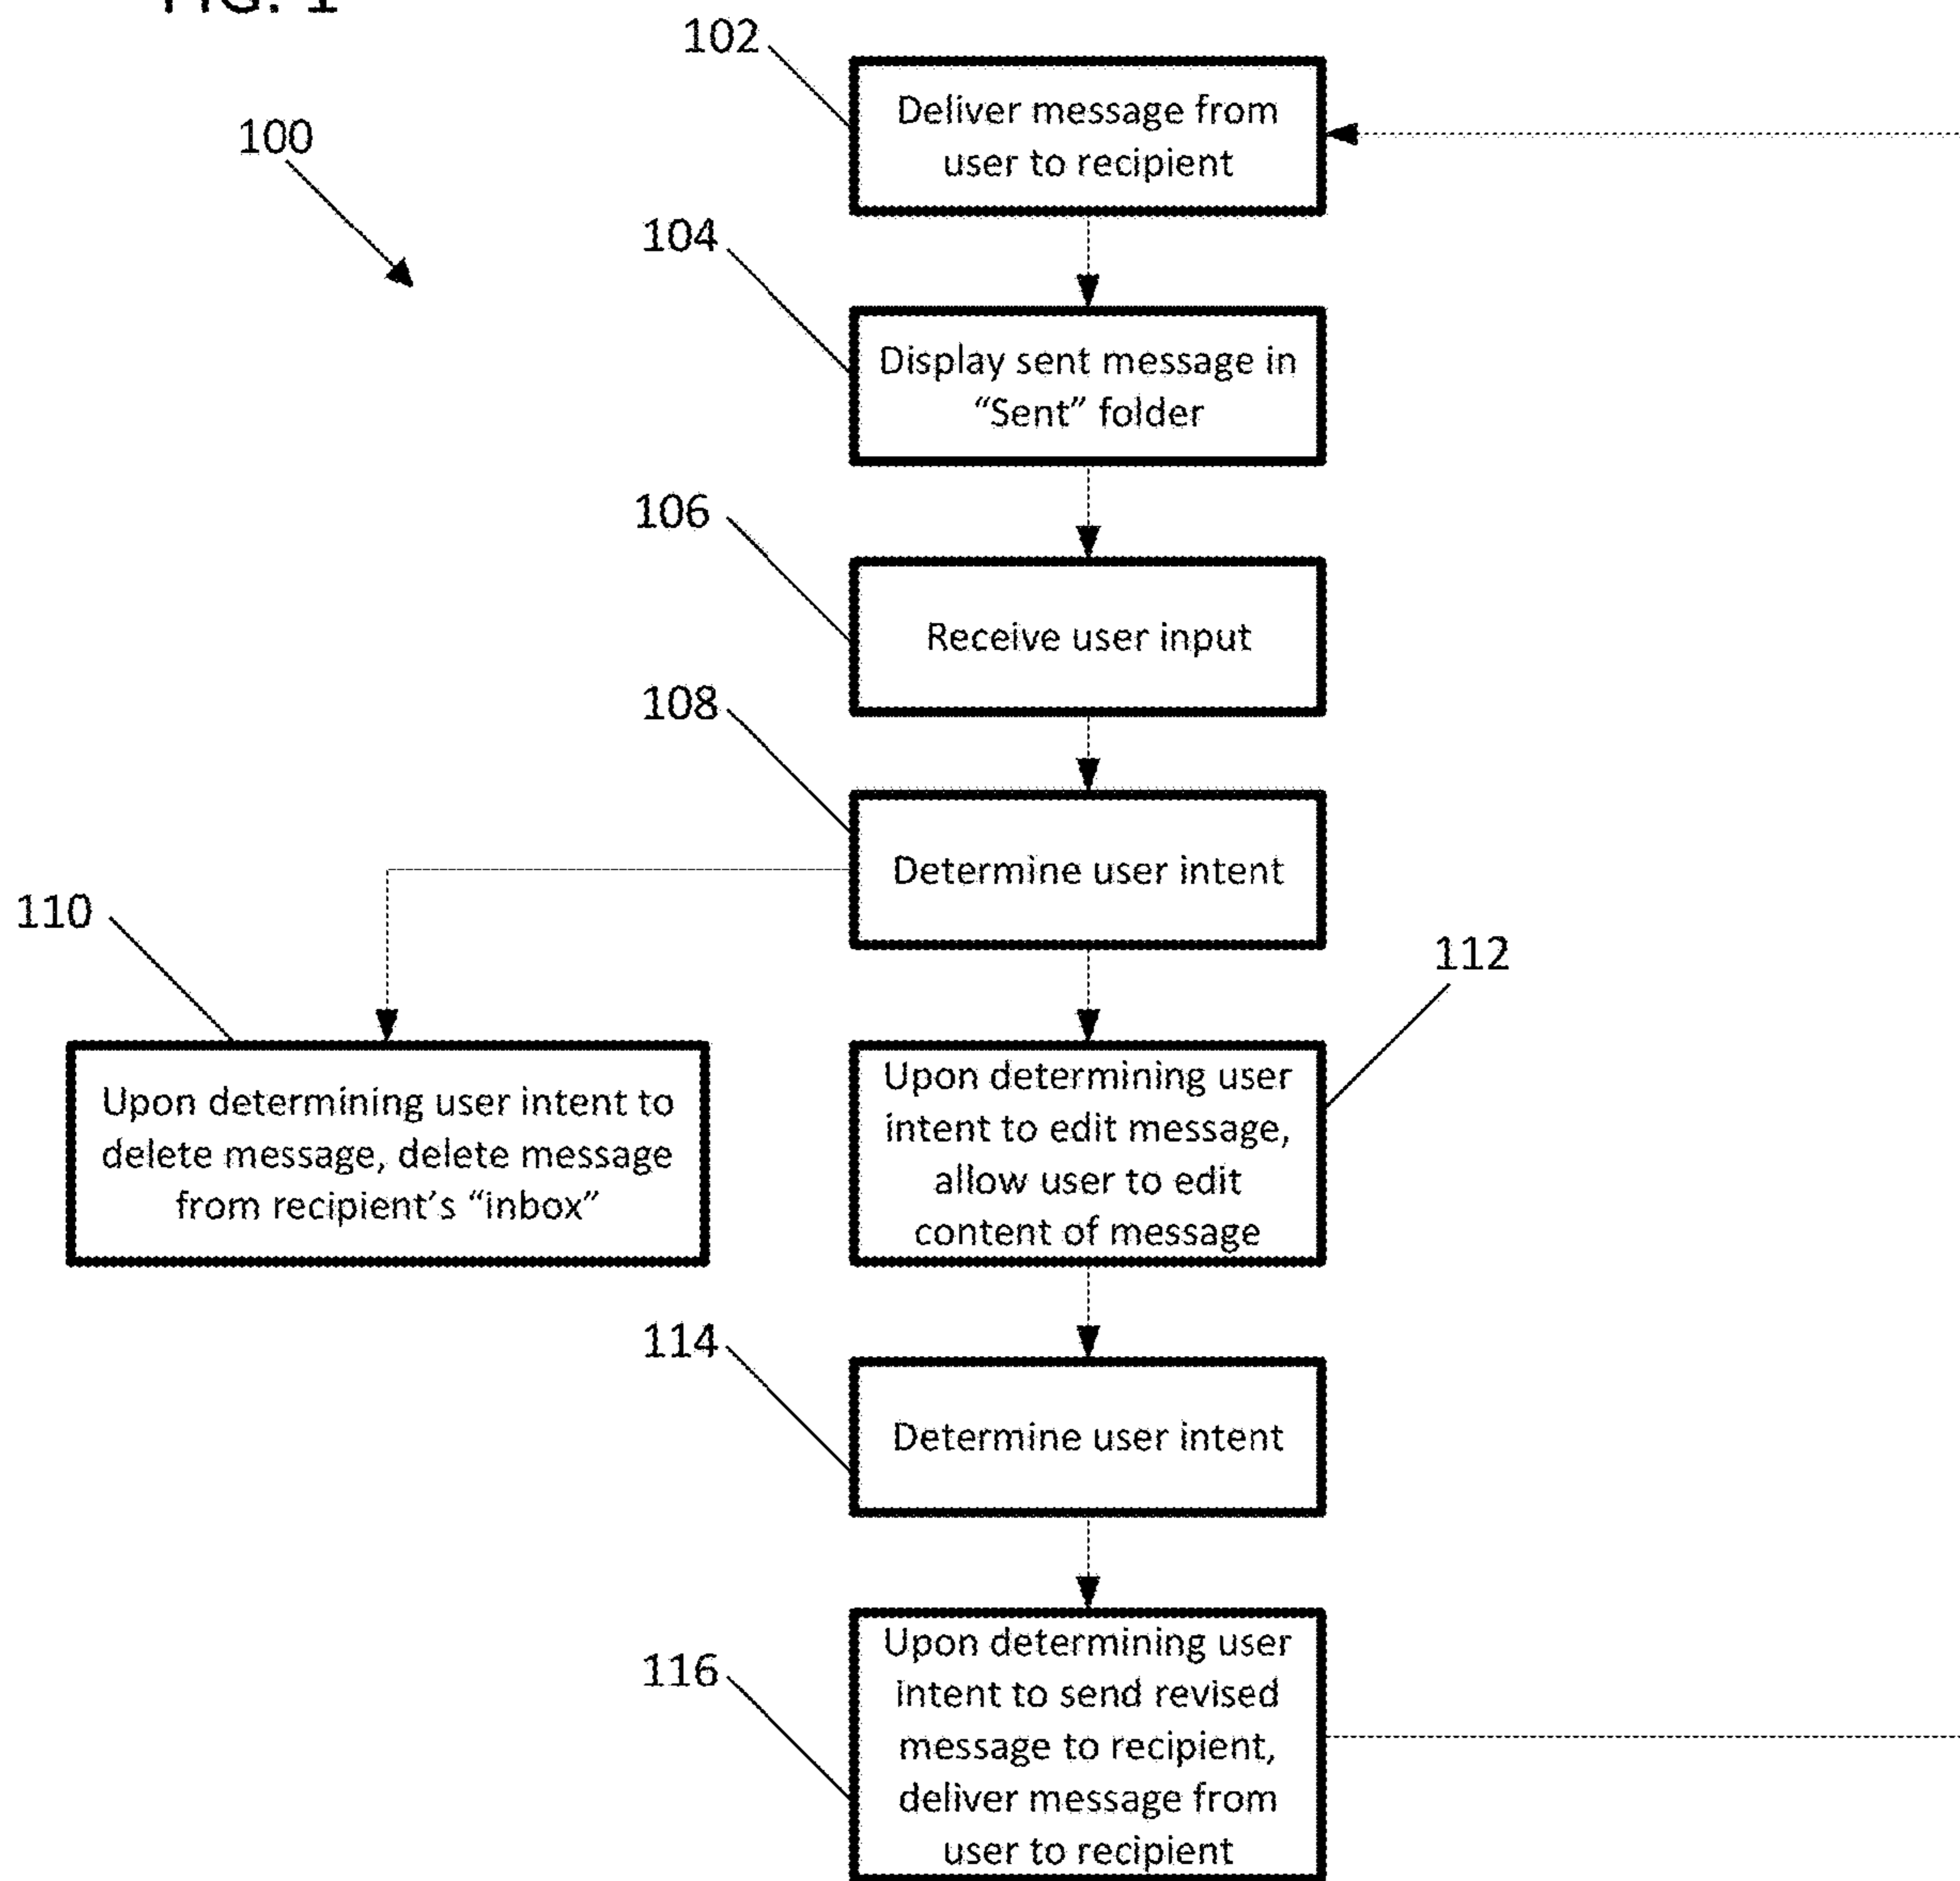 FIG. 1
102
Deliver message from
user to recipient
100
104
Display sent message in
“Sent” folder
106
Receive user input
108
Determine user intent
110
112
Upon determining user intent to
delete message, delete message
from recipient’s “inbox”
Upon determining user
intent to edit message,
allow user to edit
content of message
114
Determine user intent
116
Upon determining user
intent to send revised
message to recipient,
deliver message from
user to recipient